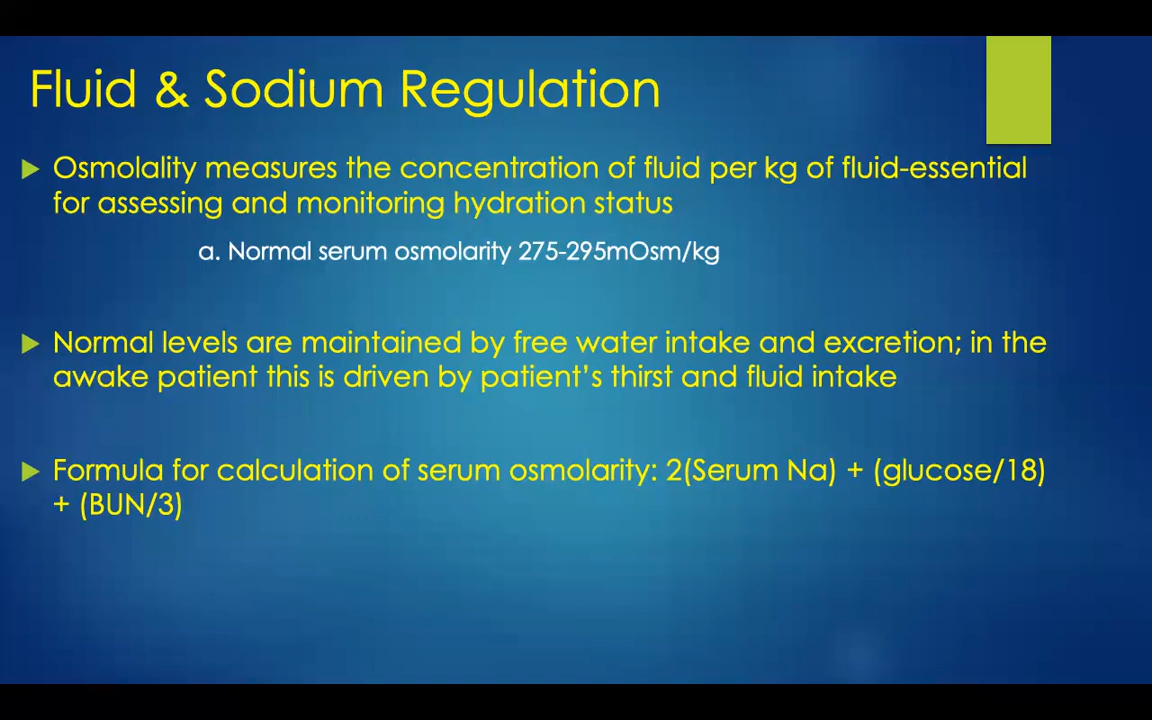 Fluid & Sodium Regulation
Osmolality measures the concentration of fluid per kg of fluid-essential
for assessing and monitoring hydration status
a. Normal serum osmolarity 275-295mOsm/kg
Normal levels are maintained by free water intake and excretion; in the
awake patient this is driven by patient’s thirst and fluid intake
Formula for calculation of serum osmolarity: 2(Serum Na) + (glucose/18)
+ (BUN/3)